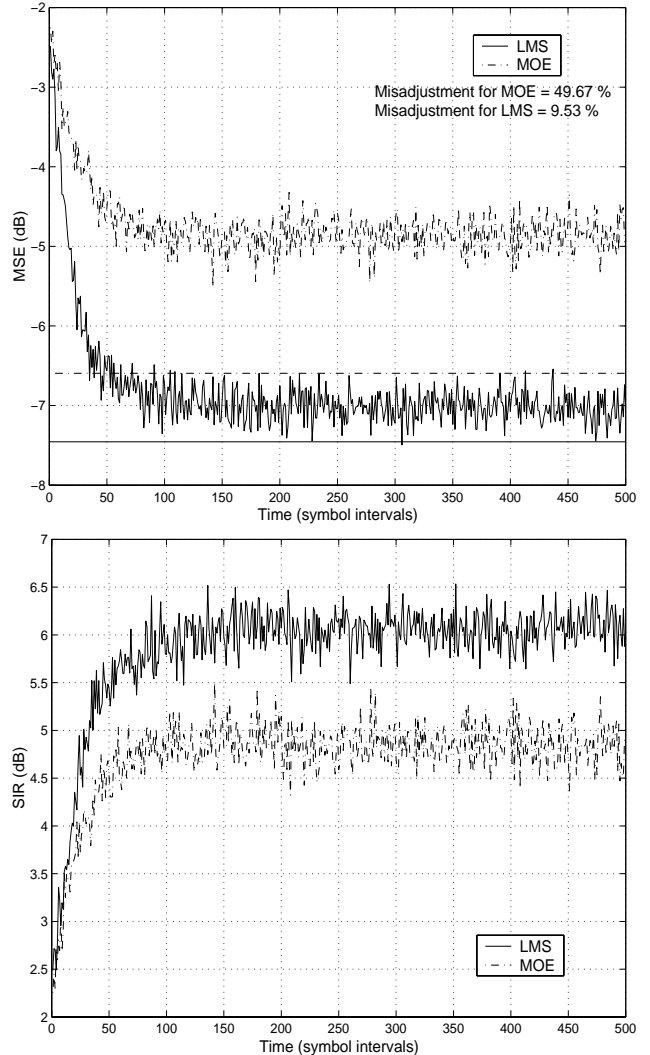 −2
−3
−4
−5
−6
−7
−8
MSE (dB)
LMS
MOE
Misadjustment for MOE = 49.67 %
Misadjustment for LMS = 9.53 %
0 50 100 150 200 250 300 350 400 450 500
Time (symbol intervals)
7
6.5
6
5.5
5
4.5
4
3.5
3
2.5
2
SIR (dB)
LMS
MOE
0 50 100 150 200 250 300 350 400 450 500
Time (symbol intervals)